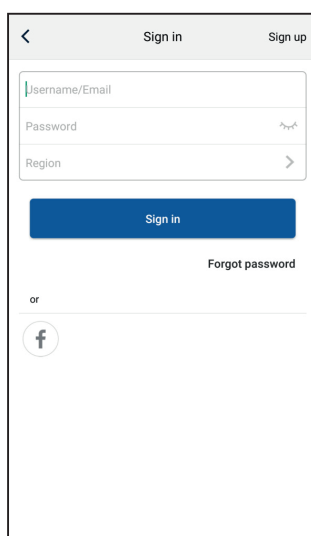 Sign in
Sign up
Username/Email
Password
Region
Sign in
Forgot password
or